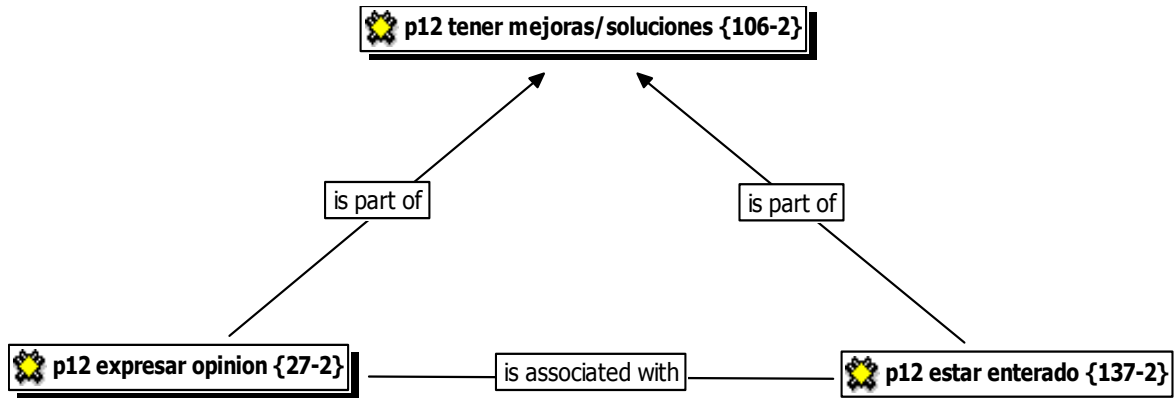 p12 tener mejoras/soluciones {106-2}
is part of
is part of
p12 expresar opinion {27-2}
is associated with
p12 estar enterado {137-2}